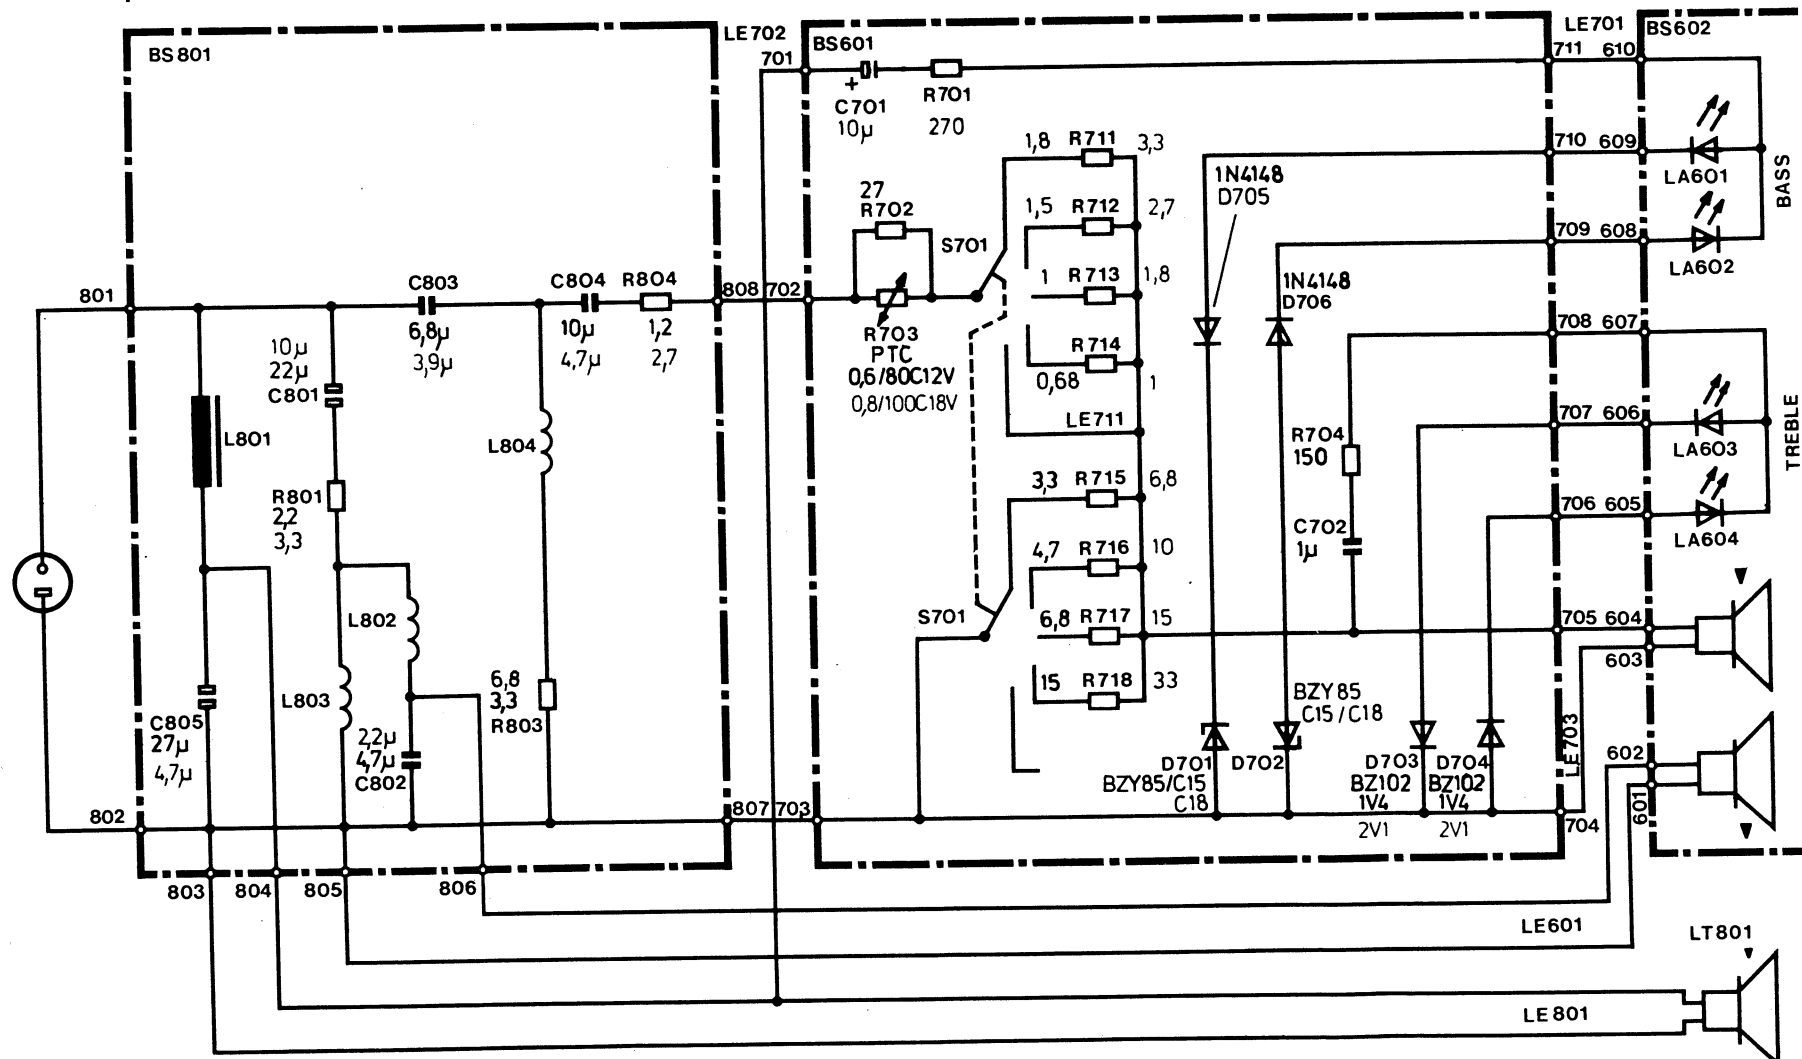 BS801
LE702
BS601
LE701
BS602
701
711 610
+
C701
10µ
R701
270
1,8 R711 3,3
710 609
LA601
BASS
1N4148
D705
27
R702
1,5 R712 2,7
S701
709 608
LA602
801
C803
6,8µ
3,9µ
C804
10µ
4,7µ
R804
1,2
2,7
808 702
R703
PTC
0,6/80C12V
0,8/100C18V
1 R713 1,8
1N4148
D706
708 607
10µ
22µ
C801
R714
0,68
1
LE711
L801
L804
R704
150
707 606
LA603
TREBLE
R801
2,2
3,3
3,3 R715 6,8
706 605
LA604
C702
1µ
4,7 R716 10
L802
S701
6,8 R717 15
705 604
603
L803
6,8
3,3
R803
15 R718 33
BZY85
C15/C18
C805
27µ
4,7µ
2,2µ
4,7µ
C802
D701
BZY85/C15
C18
D702
D703
BZ102
1V4
2V1
D704
BZ102
1V4
2V1
LE703
602
601
802
807 703
704
803
804
805
806
LE601
LT801
LE801